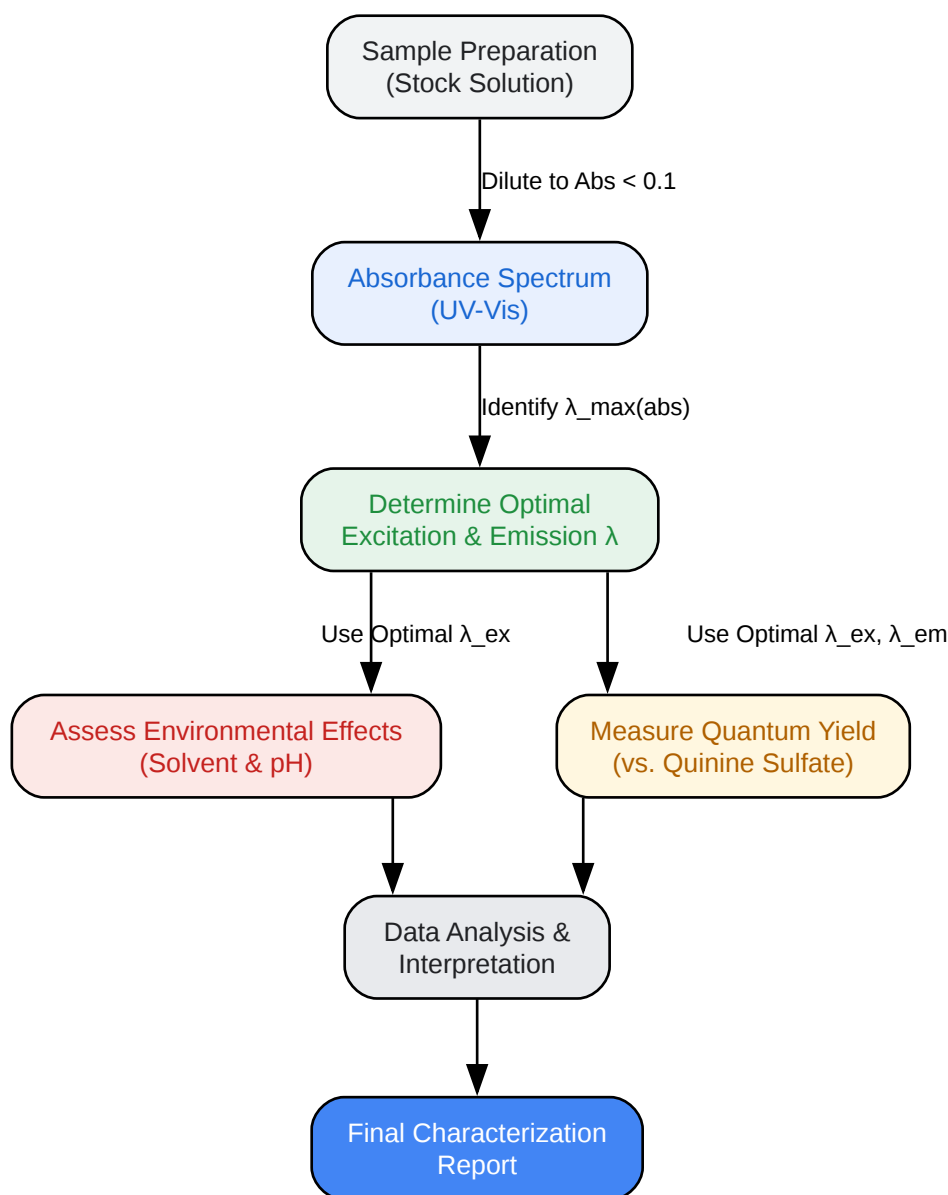 Sample Preparation
(Stock Solution)
Dilute to Abs < 0.1
Absorbance Spectrum
(UV-Vis)
Identify λ_max(abs)
Determine Optimal
Excitation & Emission λ
Use Optimal λ_ex
Use Optimal λ_ex, λ_em
Assess Environmental Effects
(Solvent & pH)
Measure Quantum Yield
(vs. Quinine Sulfate)
Data Analysis &
Interpretation
Final Characterization
Report